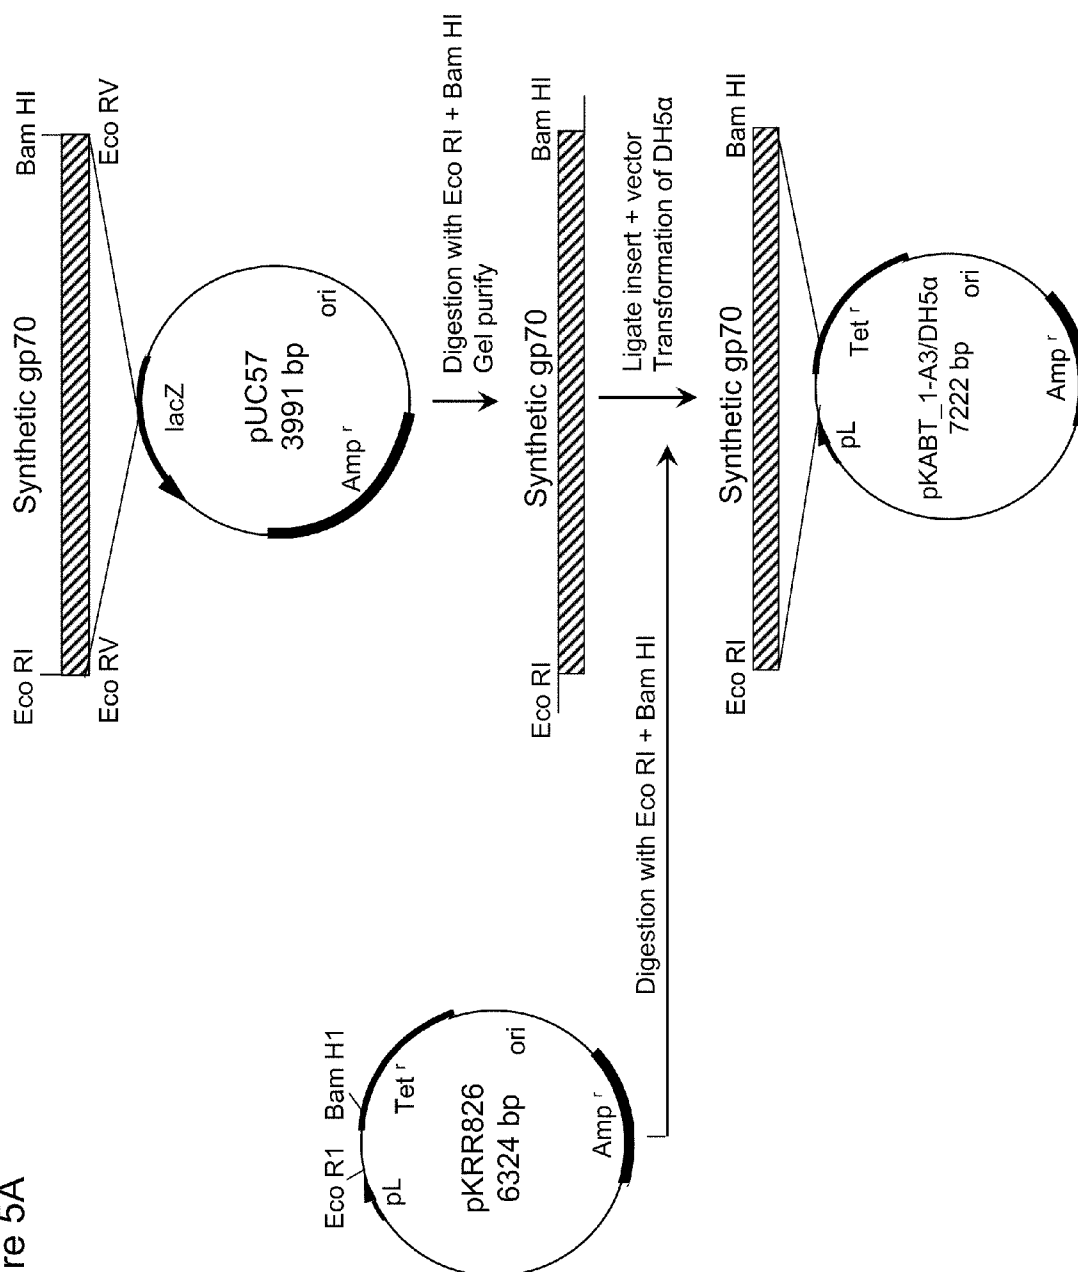 re 5A
Eco RI
Synthetic gp70
Bam HI
Eco RV
Eco RV
lacZ
pUC57
3991 bp
ori
Amp r
Digestion with Eco RI + Bam HI
Gel purify
Eco RI
Synthetic gp70
Bam HI
Eco R1
Bam H1
pL
Tet r
pKRR826
6324 bp
ori
Amp r
Digestion with Eco RI + Bam HI
Ligate insert + vector
Transformation of DH5α
Eco RI
Synthetic gp70
Bam HI
pL
Tet r
pKABT_1-A3/DH5α
7222 bp
ori
Amp r